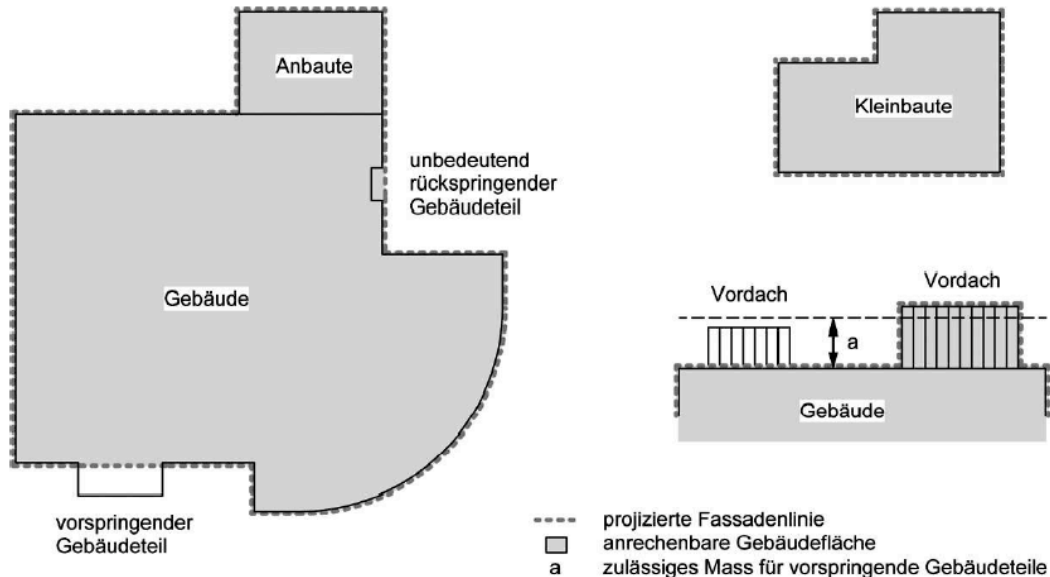 Anbaute
Kleinbaute
unbedeutend
rückspringender
Gebäudeteil
Gebäude
Vordach
Vordach
a
Gebäude
vorspringender
Gebäudeteil
projizierte Fassadenlinie
anrechenbare Gebäudefläche
a zulässiges Mass für vorspringende Gebäudeteile